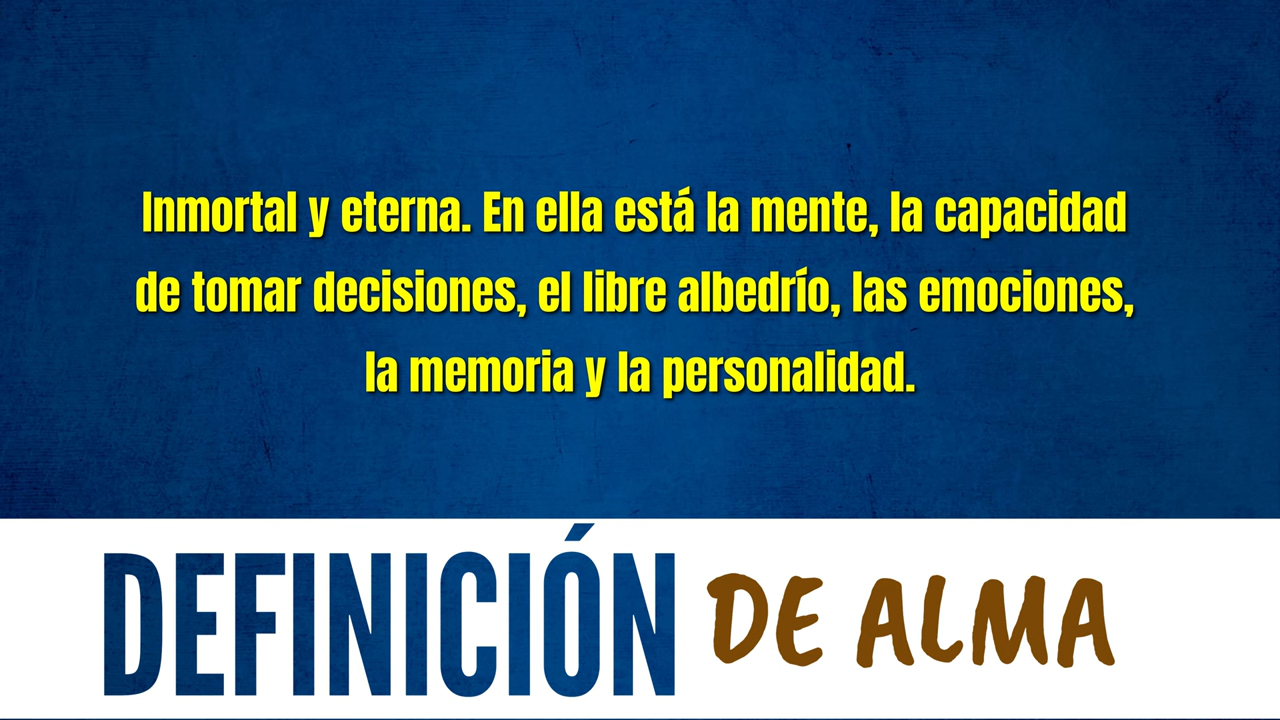 Inmortal y eterna. En ella está la mente, la capacidad
de tomar decisiones, el libre albedrío, las emociones,
la memoria y la personalidad.
DEFINICIÓN DE ALMA